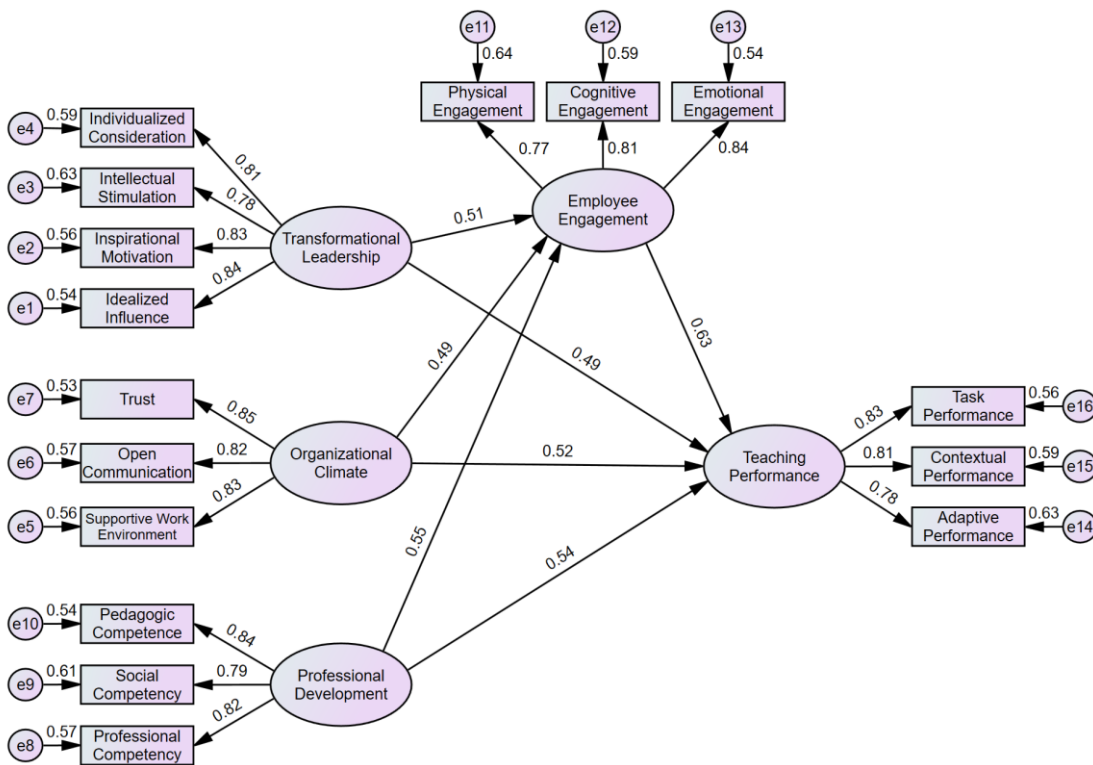 e11
e12
e13
0.64
0.59
0.54
Physical
Engagement
Cognitive
Engagement
Emotional
Engagement
0.77
0.81
0.84
Employee
Engagement
e4
0.59
Individualized
Consideration
0.81
e3
0.63
Intellectual
Stimulation
0.78
e2
0.56
Inspirational
Motivation
0.83
e1
0.54
Idealized
Influence
0.84
Transformational
Leadership
0.51
0.49
0.49
0.63
e7
0.53
Trust
0.85
e6
0.57
Open
Communication
0.82
e5
0.56
Supportive Work
Environment
0.83
Organizational
Climate
0.52
0.55
0.54
Teaching
Performance
0.83
Task
Performance
0.56
e16
0.81
Contextual
Performance
0.59
e15
0.78
Adaptive
Performance
0.63
e14
e10
0.54
Pedagogic
Competence
0.84
e9
0.61
Social
Competency
0.79
e8
0.57
Professional
Competency
0.82
Professional
Development